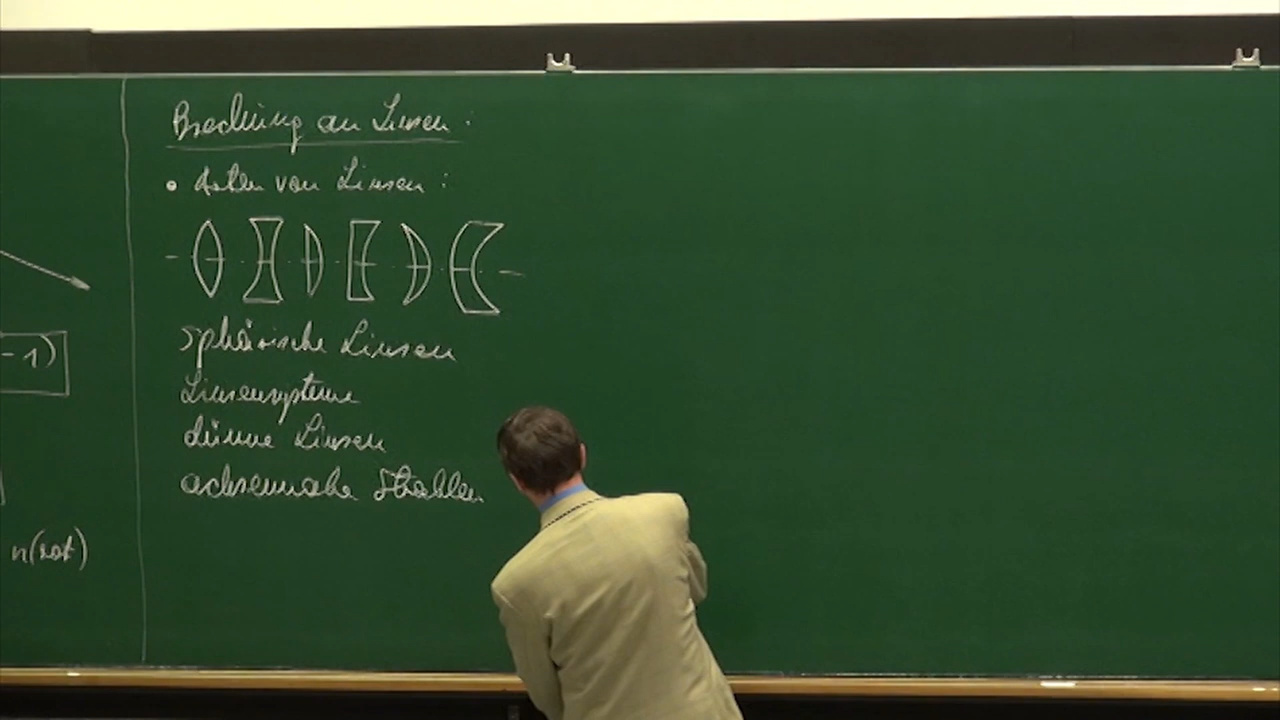 -1)
n(rot)
Brechung an Linsen:
• Arten von Linsen:
sphärische Linsen
Linsensysteme
dünne Linsen
achsennahe Strahlen